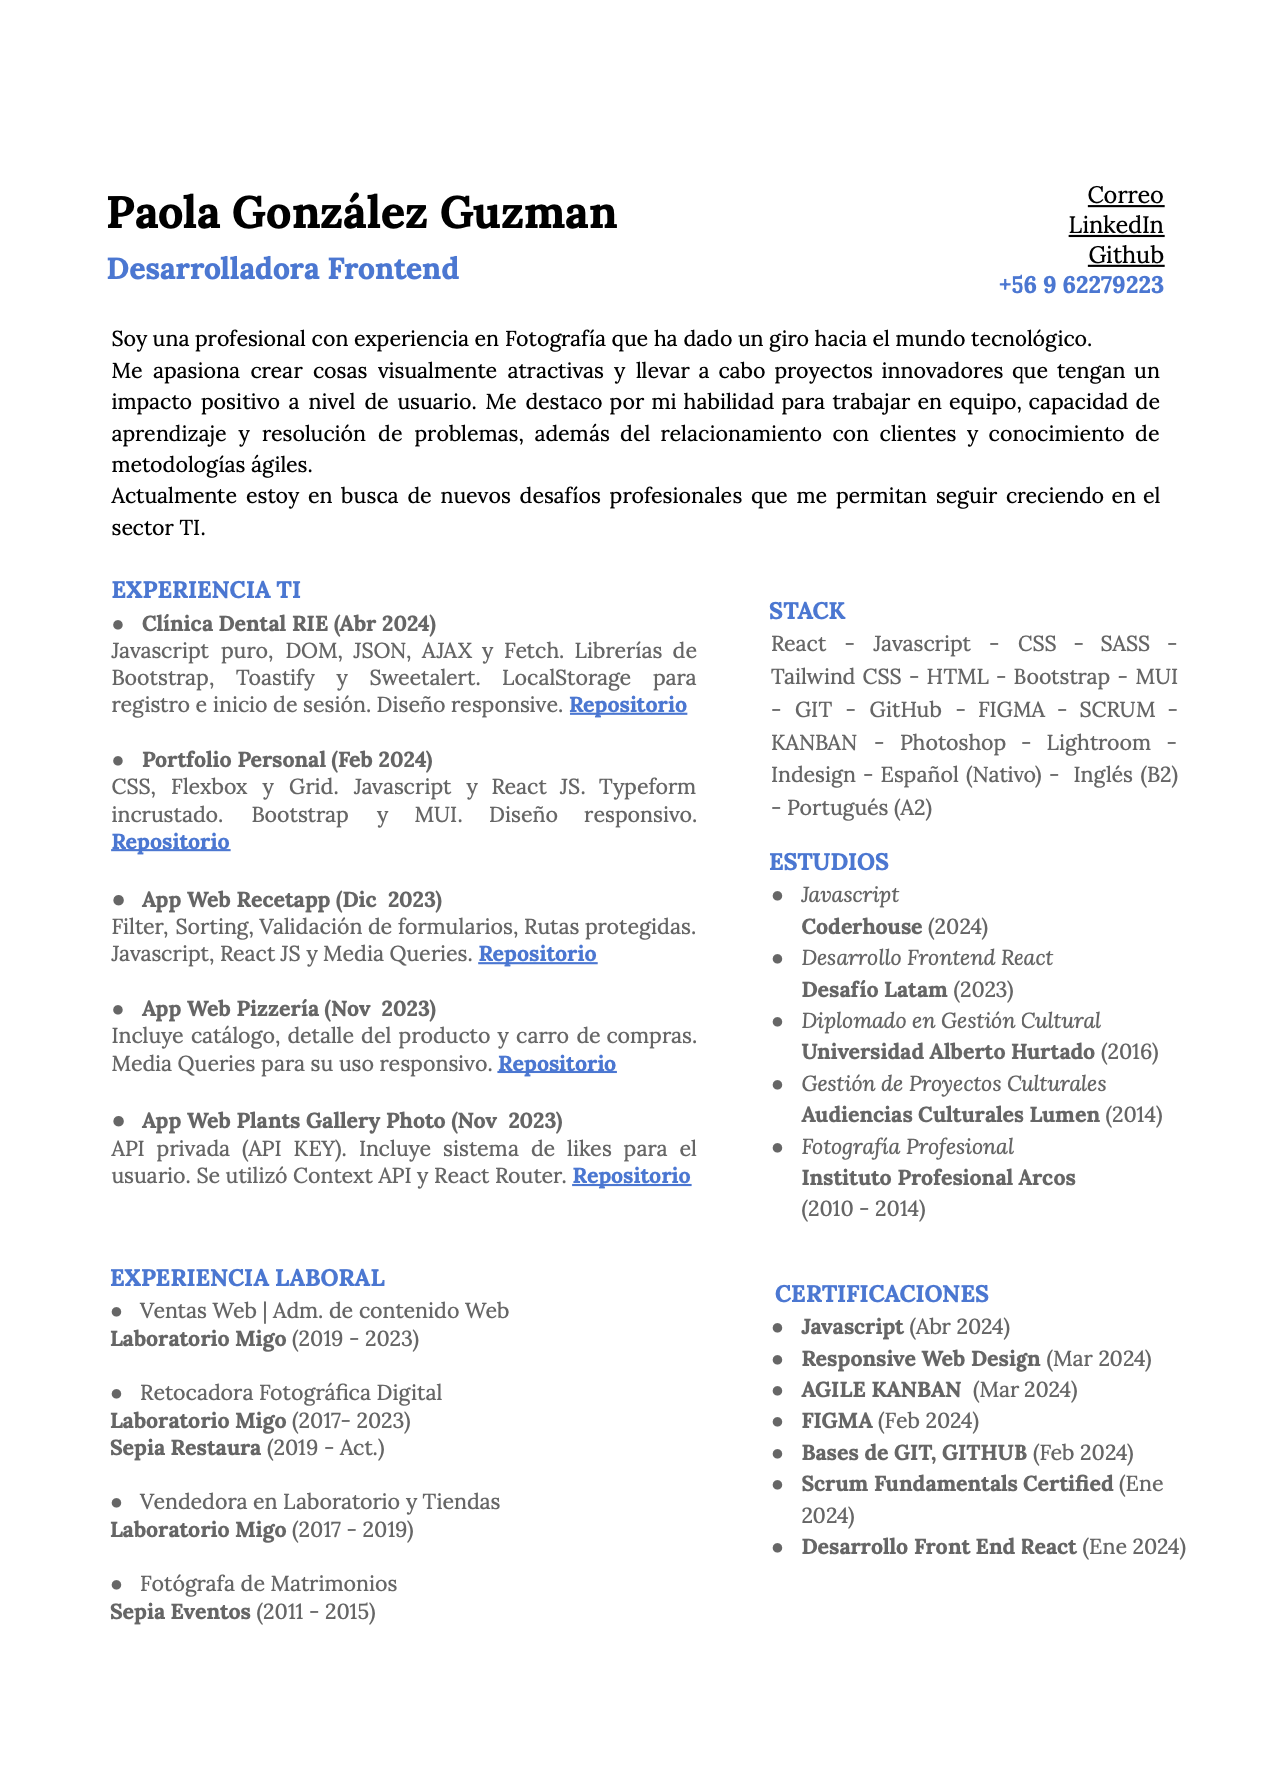 Paola González Guzman
Desarrolladora Frontend
Correo
LinkedIn
Github
+56 9 62279223
Soy una profesional con experiencia en Fotografía que ha dado un giro hacia el mundo tecnológico.
Me apasiona crear cosas visualmente atractivas y llevar a cabo proyectos innovadores que tengan un
impacto positivo a nivel de usuario. Me destaco por mi habilidad para trabajar en equipo, capacidad de
aprendizaje y resolución de problemas, además del relacionamiento con clientes y conocimiento de
metodologías ágiles.
Actualmente estoy en busca de nuevos desafíos profesionales que me permitan seguir creciendo en el
sector TI.
EXPERIENCIA TI
● Clínica Dental RIE (Abr 2024)
Javascript puro, DOM, JSON, AJAX y Fetch. Librerías de
Bootstrap, Toastify y Sweetalert. LocalStorage para
registro e inicio de sesión. Diseño responsive. Repositorio
● Portfolio Personal (Feb 2024)
CSS, Flexbox y Grid. Javascript y React JS. Typeform
incrustado. Bootstrap y MUI. Diseño responsivo.
Repositorio
● App Web Recetapp (Dic 2023)
Filter, Sorting, Validación de formularios, Rutas protegidas.
Javascript, React JS y Media Queries. Repositorio
● App Web Pizzería (Nov 2023)
Incluye catálogo, detalle del producto y carro de compras.
Media Queries para su uso responsivo. Repositorio
● App Web Plants Gallery Photo (Nov 2023)
API privada (API KEY). Incluye sistema de likes para el
usuario. Se utilizó Context API y React Router. Repositorio
EXPERIENCIA LABORAL
● Ventas Web | Adm. de contenido Web
Laboratorio Migo (2019 - 2023)
● Retocadora Fotográfica Digital
Laboratorio Migo (2017- 2023)
Sepia Restaura (2019 - Act.)
● Vendedora en Laboratorio y Tiendas
Laboratorio Migo (2017 - 2019)
● Fotógrafa de Matrimonios
Sepia Eventos (2011 - 2015)
STACK
React - Javascript - CSS - SASS -
Tailwind CSS - HTML - Bootstrap - MUI
- GIT - GitHub - FIGMA - SCRUM -
KANBAN - Photoshop - Lightroom -
Indesign - Español (Nativo) - Inglés (B2)
- Portugués (A2)
ESTUDIOS
● Javascript
Coderhouse (2024)
● Desarrollo Frontend React
Desafío Latam (2023)
● Diplomado en Gestión Cultural
Universidad Alberto Hurtado (2016)
● Gestión de Proyectos Culturales
Audiencias Culturales Lumen (2014)
● Fotografía Profesional
Instituto Profesional Arcos
(2010 - 2014)
CERTIFICACIONES
● Javascript (Abr 2024)
● Responsive Web Design (Mar 2024)
● AGILE KANBAN (Mar 2024)
● FIGMA (Feb 2024)
● Bases de GIT, GITHUB (Feb 2024)
● Scrum Fundamentals Certified (Ene
2024)
● Desarrollo Front End React (Ene 2024)